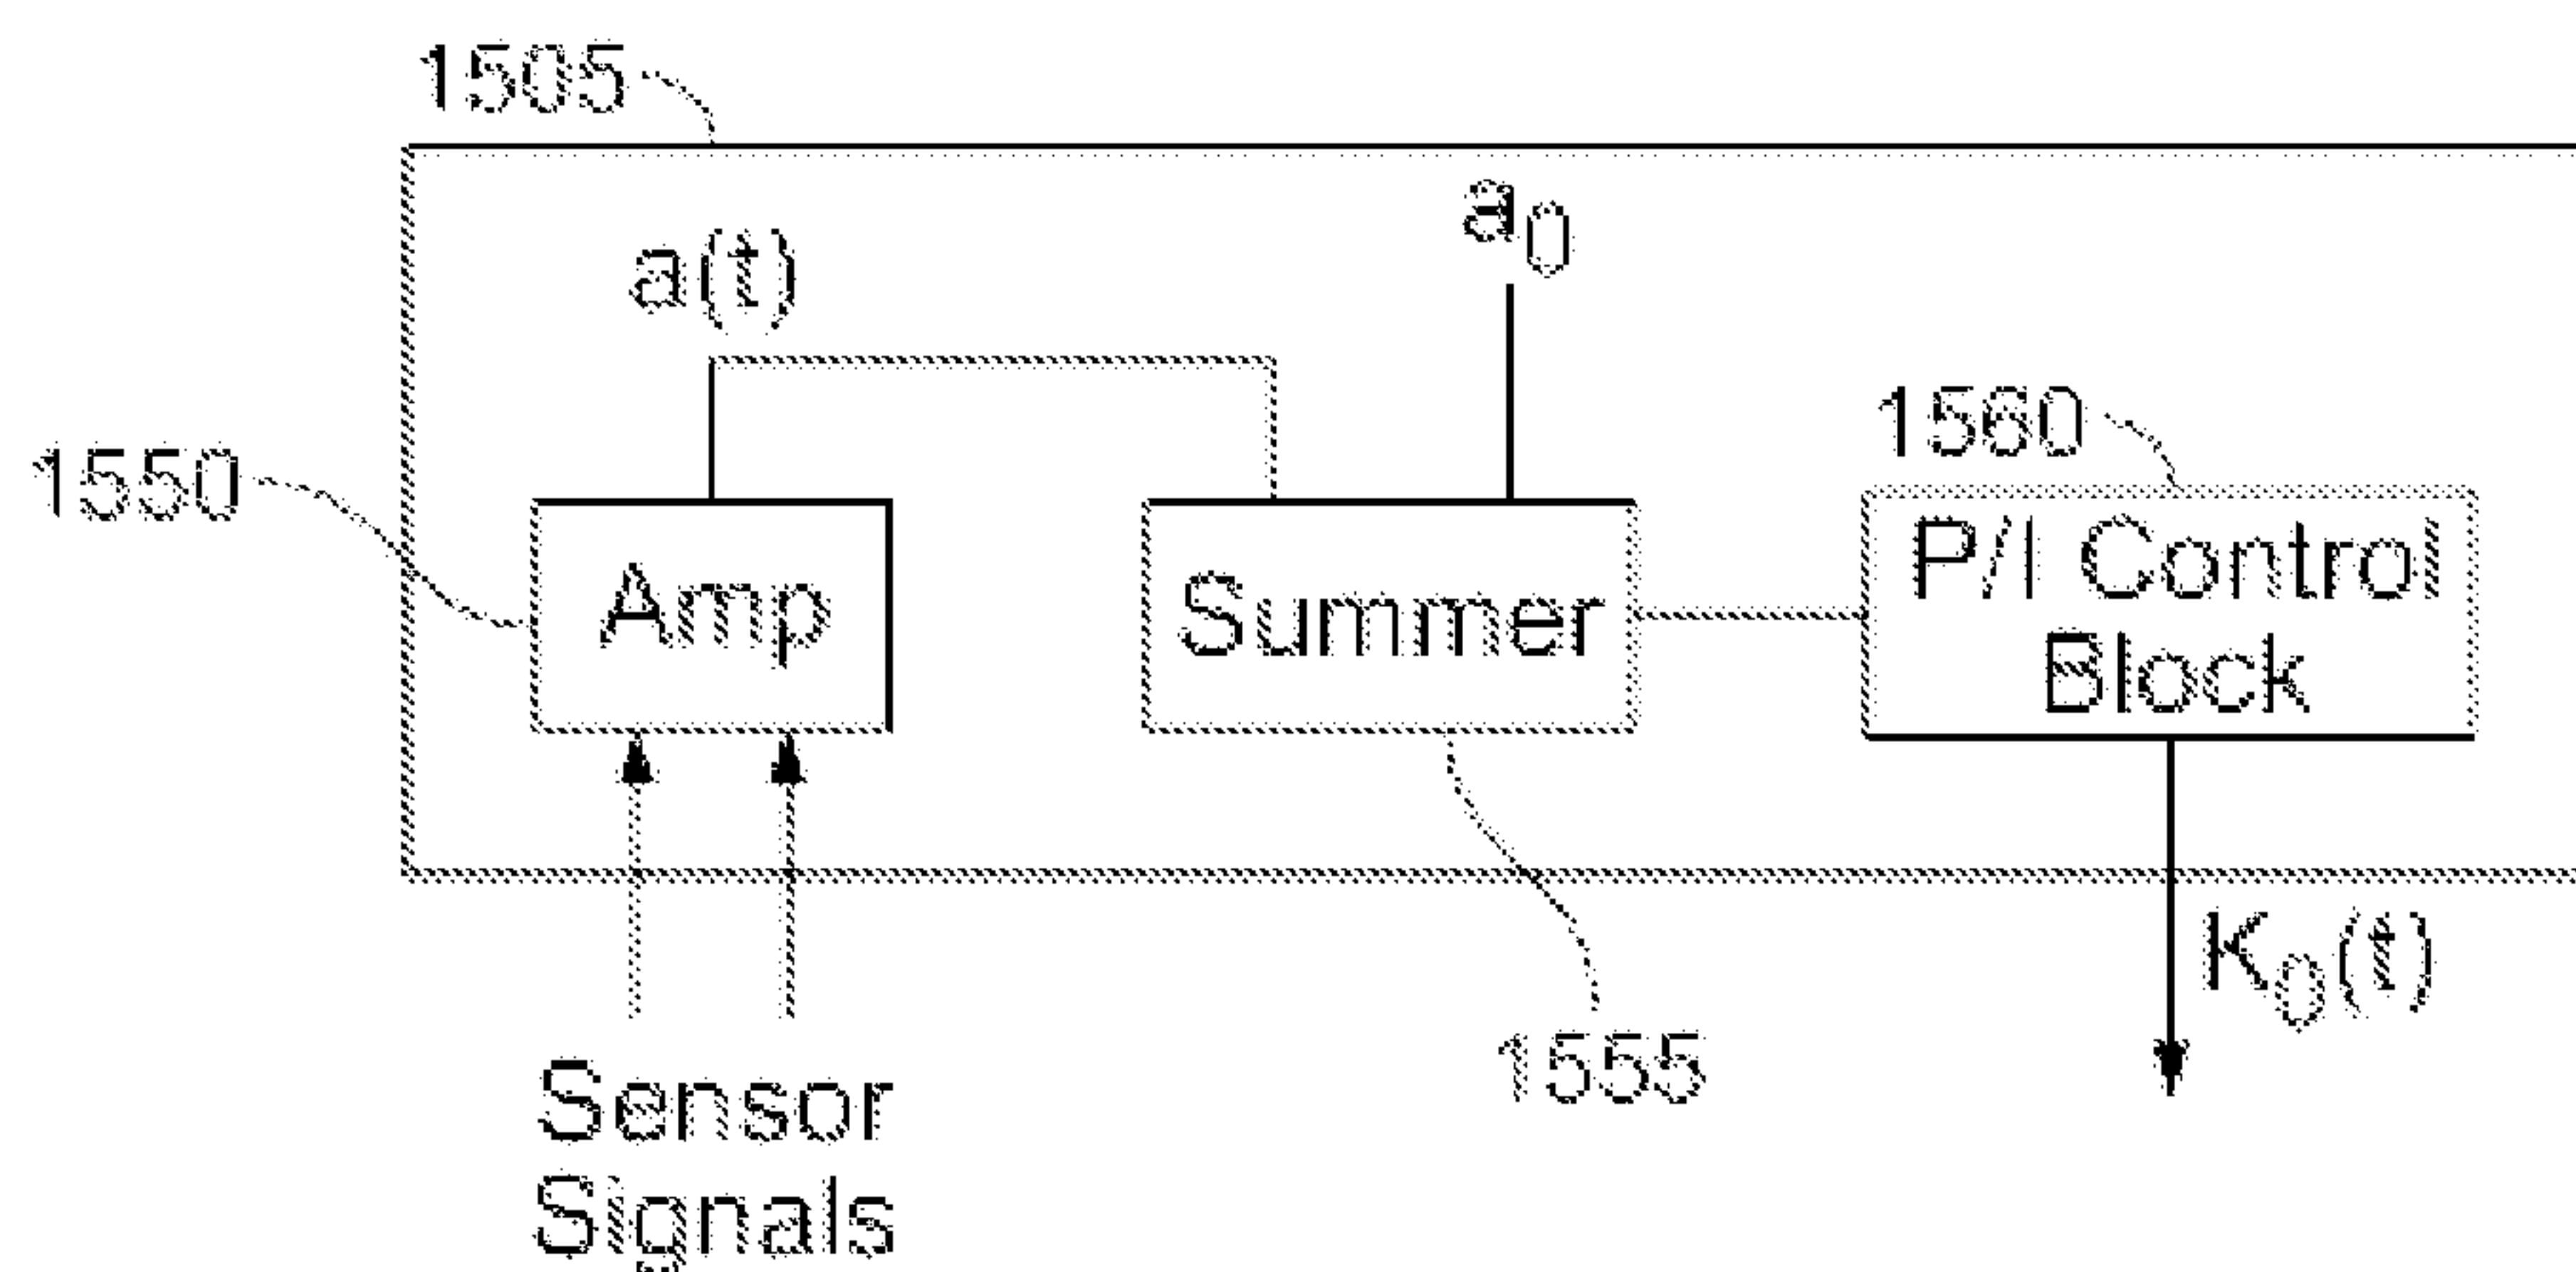 1505
a₀
a(t)
1560
1550
Amp
Summer
P/I Control
Block
K₀(t)
1555
Sensor
Signals